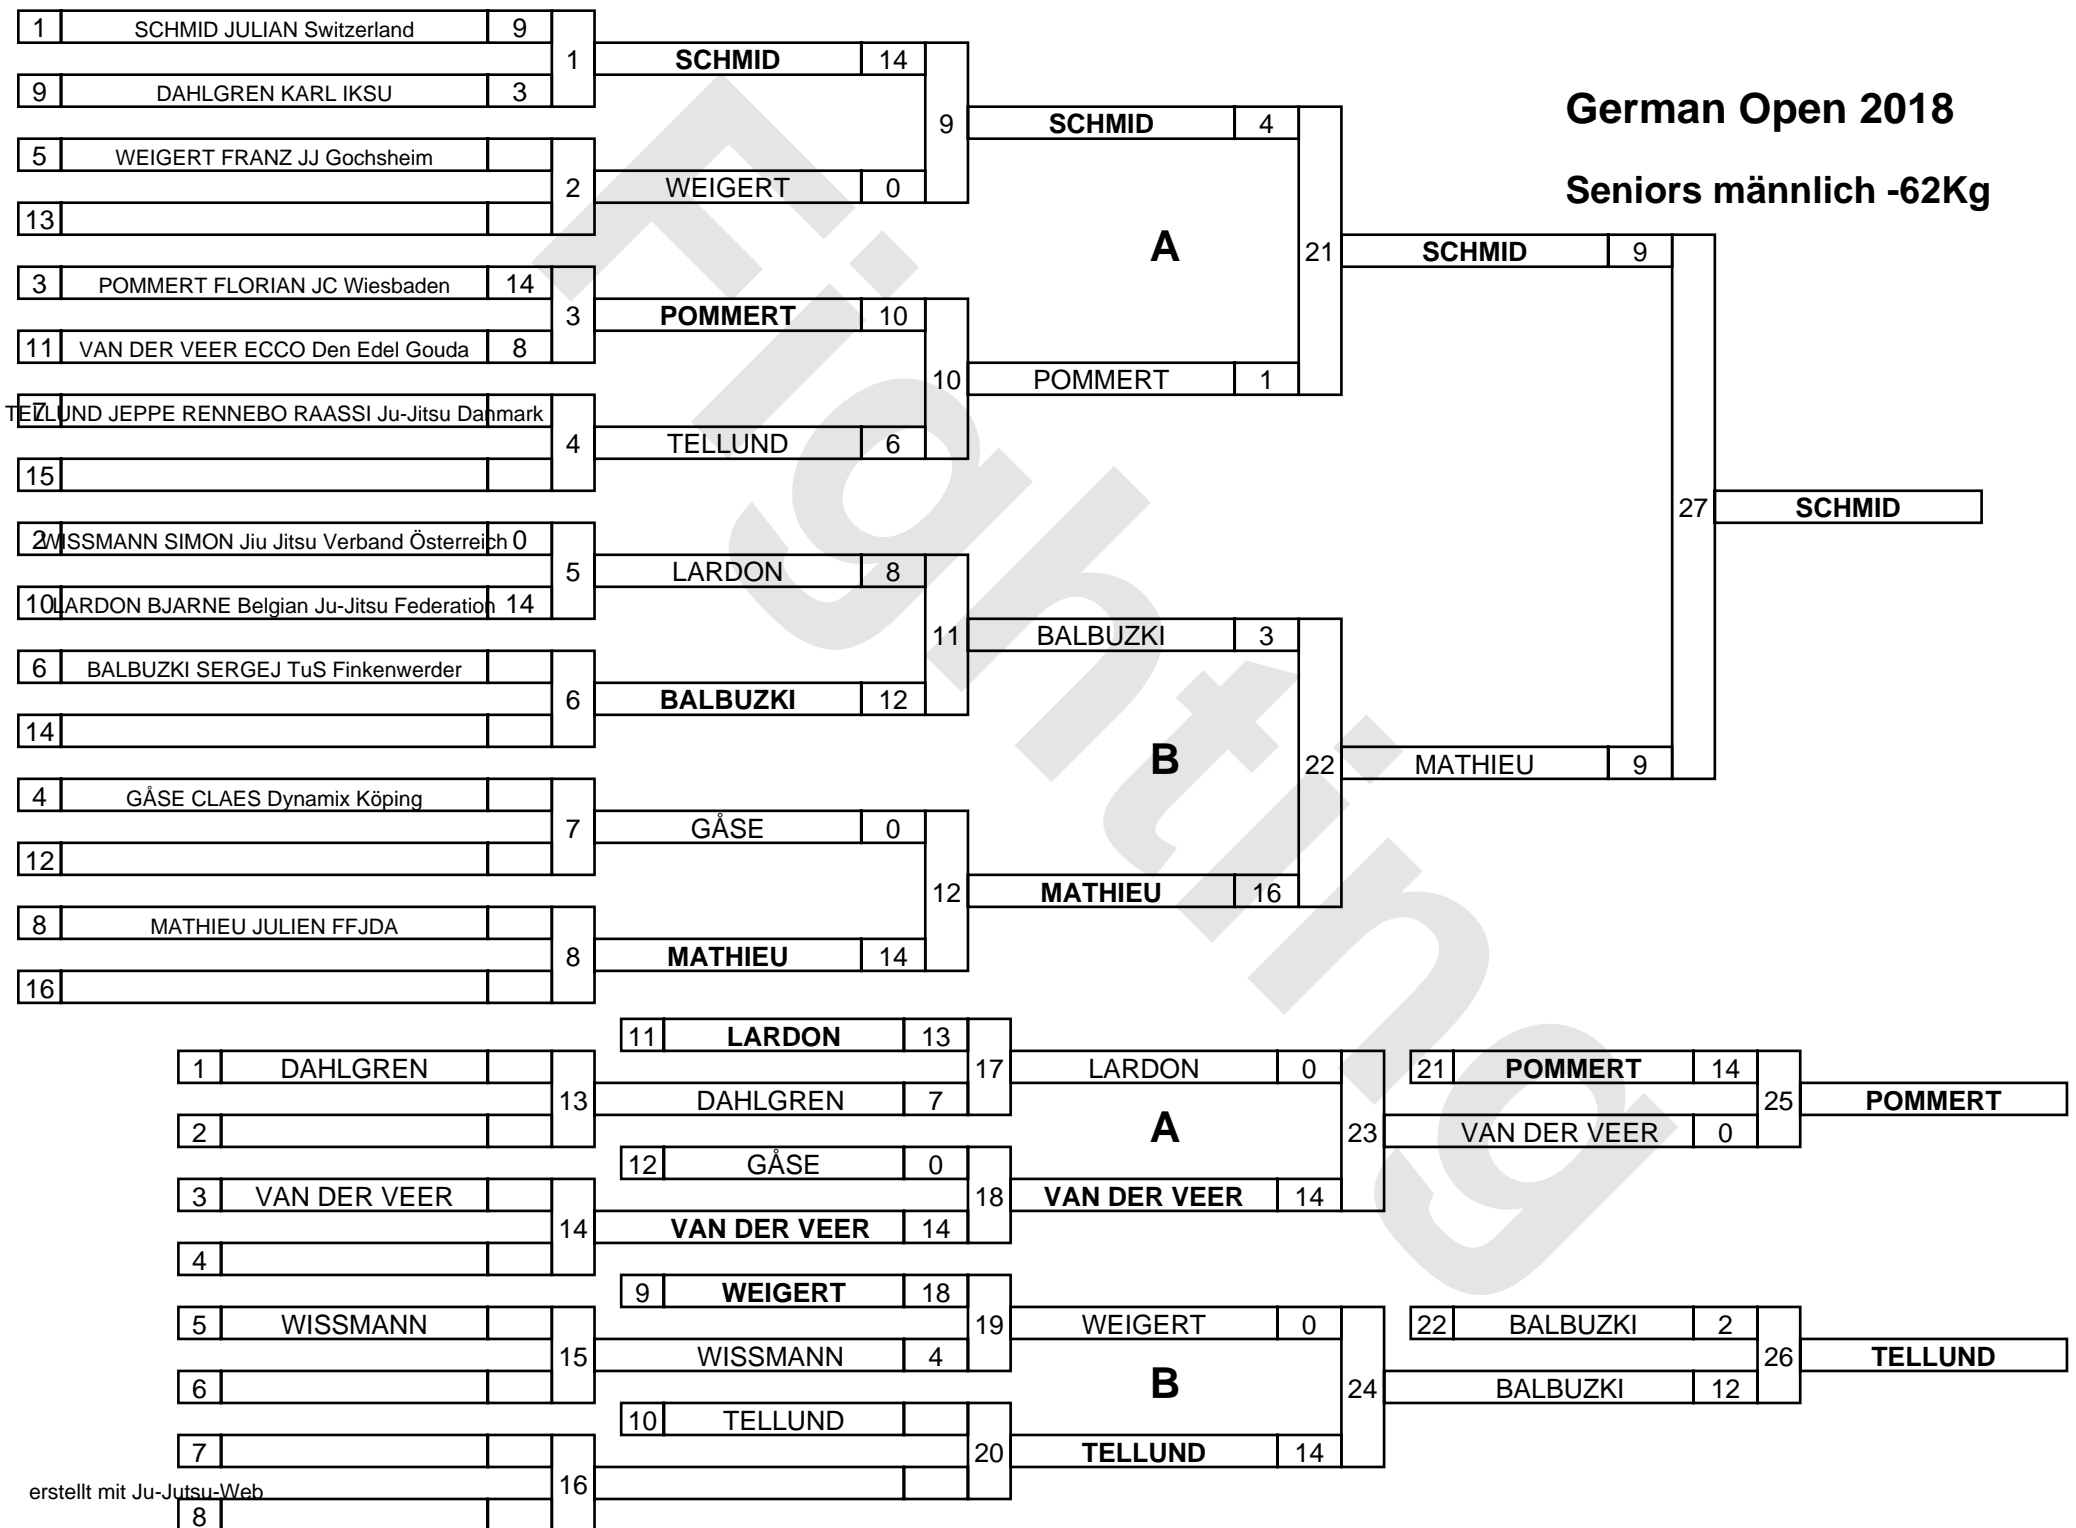 German Open 2018
Seniors männlich -62Kg
1 SCHMID JULIAN Switzerland 9
1 SCHMID 14
9 DAHLGREN KARL IKSU 3
9 SCHMID 4
5 WEIGERT FRANZ JJ Gochsheim
2 WEIGERT 0
13
A 21 SCHMID 9
3 POMMERT FLORIAN JC Wiesbaden 14
3 POMMERT 10
11 VAN DER VEER ECCO Den Edel Gouda 8
10 POMMERT 1
7 TELLUND JEPPE RENNEBO RAASSI Ju-Jitsu Danmark
4 TELLUND 6
15
27 SCHMID
2 WISSMANN SIMON Jiu Jitsu Verband Österreich 0
5 LARDON 8
10 LARDON BJARNE Belgian Ju-Jitsu Federation 14
11 BALBUZKI 3
6 BALBUZKI SERGEJ TuS Finkenwerder
6 BALBUZKI 12
14
B 22 MATHIEU 9
4 GÅSE CLAES Dynamix Köping
7 GÅSE 0
12
12 MATHIEU 16
8 MATHIEU JULIEN FFJDA
8 MATHIEU 14
16
11 LARDON 13
1 DAHLGREN 17 LARDON 0 21 POMMERT 14
13 DAHLGREN 7 25 POMMERT
2 A 23 VAN DER VEER 0
12 GÅSE 0
3 VAN DER VEER 18 VAN DER VEER 14
14 VAN DER VEER 14
4
9 WEIGERT 18
5 WISSMANN 19 WEIGERT 0 22 BALBUZKI 2
15 WISSMANN 4 26 TELLUND
6 B 24 BALBUZKI 12
10 TELLUND
7 20 TELLUND 14
16
erstellt mit Ju-Jutsu-Web
8
Fighting